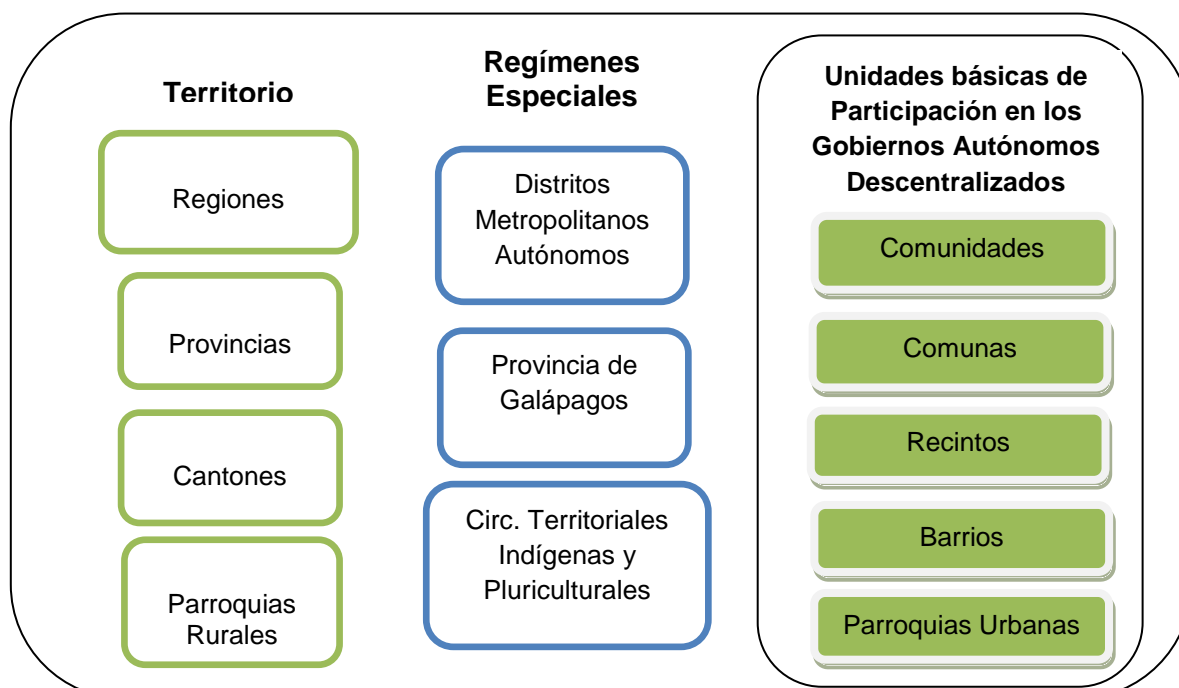 Territorio
Regiones
Provincias
Cantones
Parroquias
Rurales
Regímenes
Especiales
Distritos
Metropolitanos
Autónomos
Provincia de
Galápagos
Circ. Territoriales
Indígenas y
Pluriculturales
Unidades básicas de
Participación en los
Gobiernos Autónomos
Descentralizados
Comunidades
Comunas
Recintos
Barrios
Parroquias Urbanas